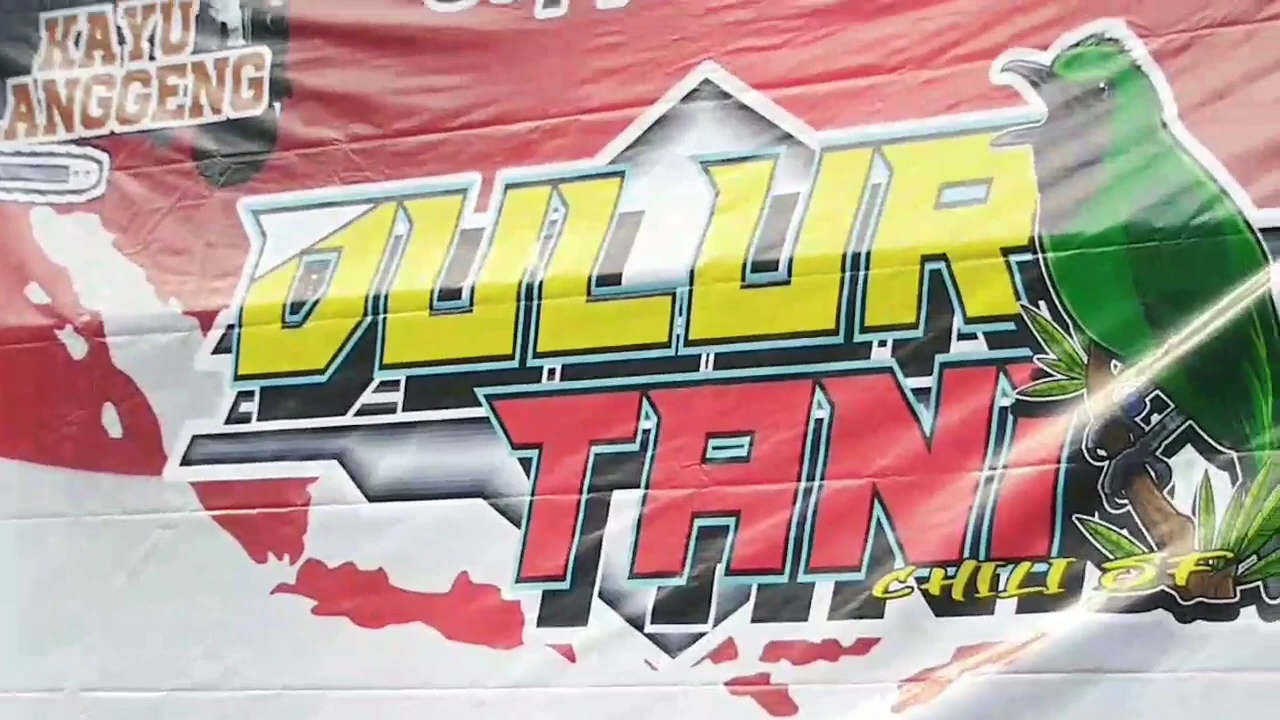 KAYU
ANGGENG
DULUR
TANI
CHILI OF